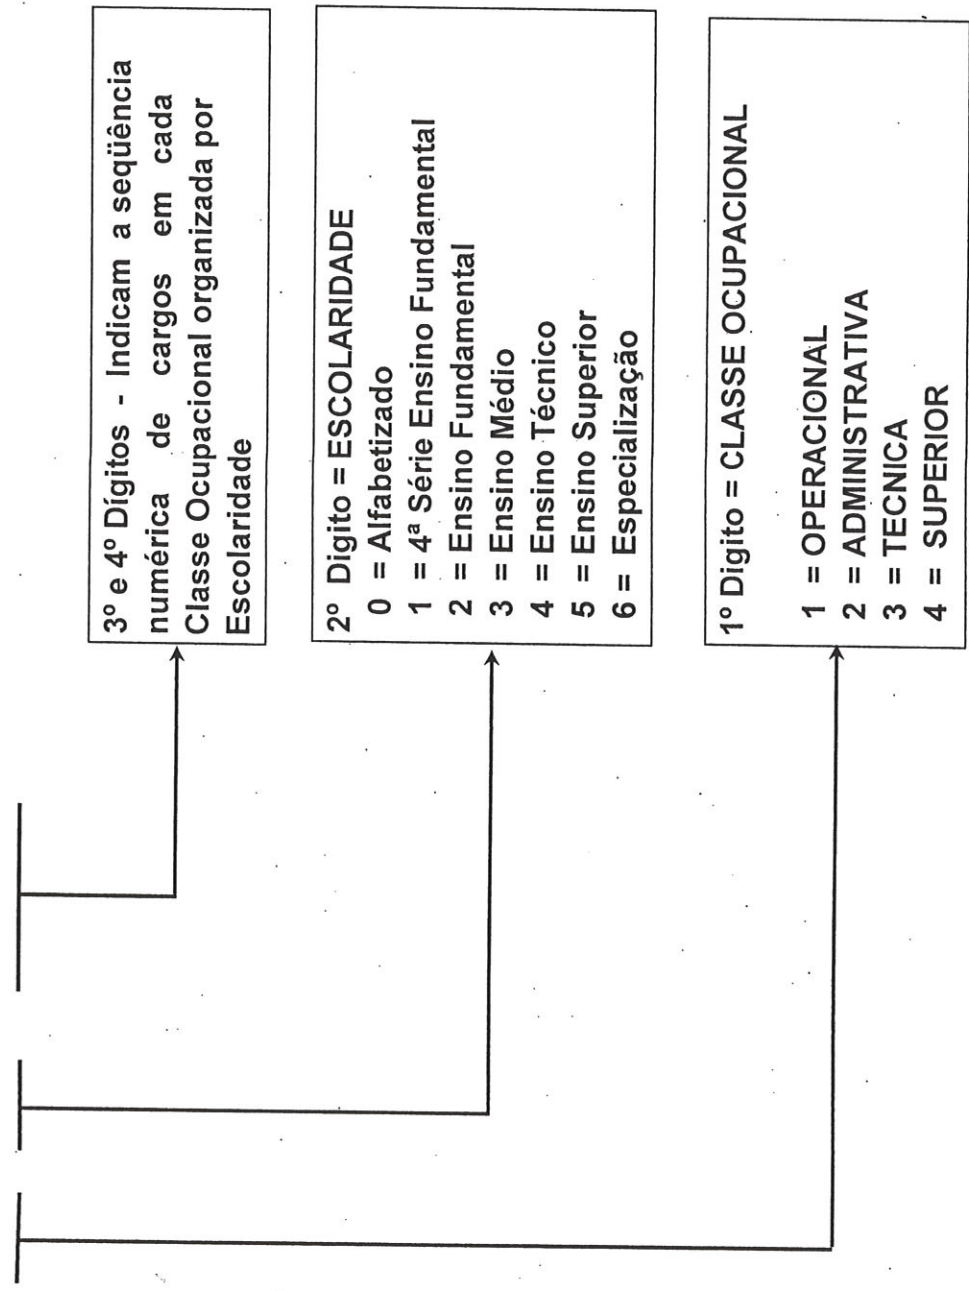 3º e 4º Dígitos - Indicam a seqüência
numérica de cargos em cada
Classe Ocupacional organizada por
Escolaridade
2º Digito = ESCOLARIDADE
0 = Alfabetizado
1 = 4ª Série Ensino Fundamental
2 = Ensino Fundamental
3 = Ensino Médio
4 = Ensino Técnico
5 = Ensino Superior
6 = Especialização
1º Digito = CLASSE OCUPACIONAL
1 = OPERACIONAL
2 = ADMINISTRATIVA
3 = TECNICA
4 = SUPERIOR